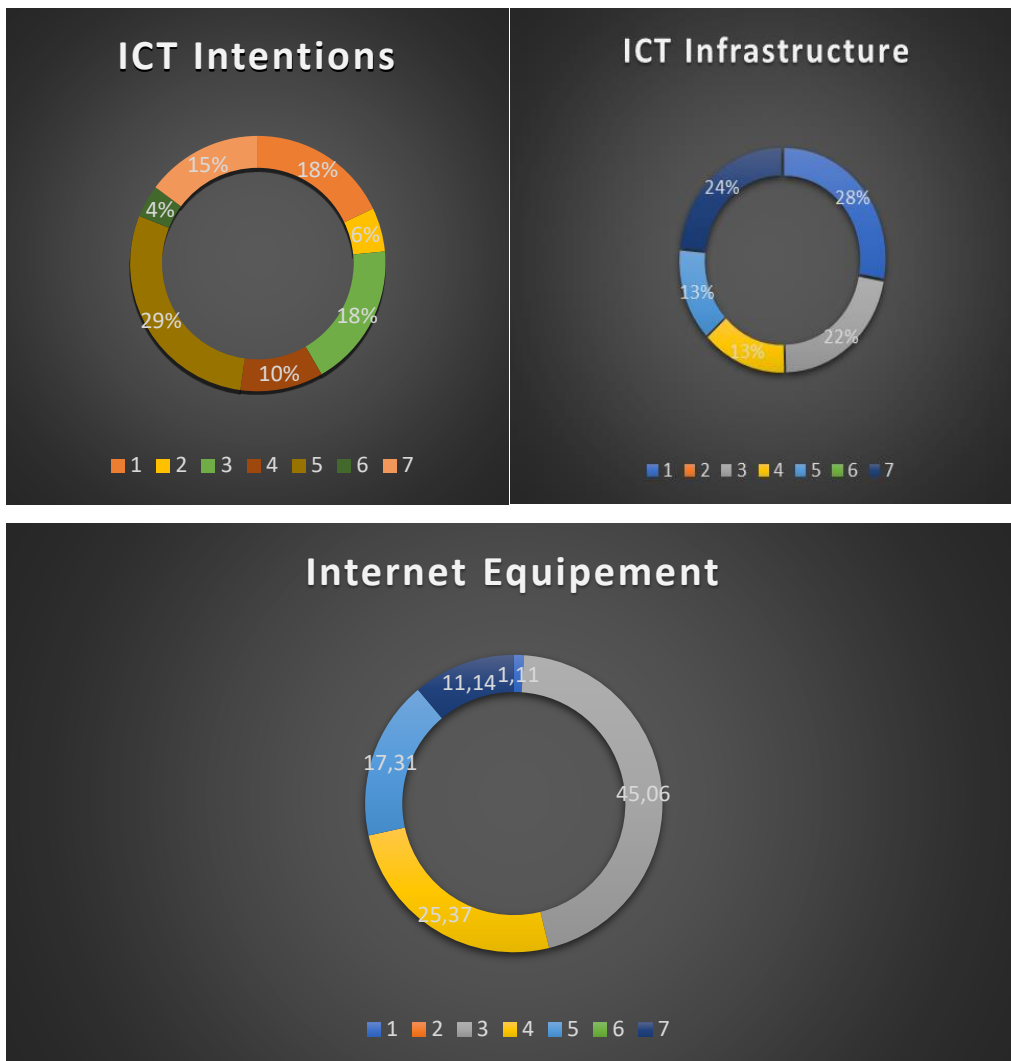 ICT Intentions
15%
18%
4%
6%
29%
18%
10%
1 2 3 4 5 6 7
ICT Infrastructure
24%
28%
13%
13%
22%
1 2 3 4 5 6 7
Internet Equipement
11,14
1,11
17,31
45,06
25,37
1 2 3 4 5 6 7